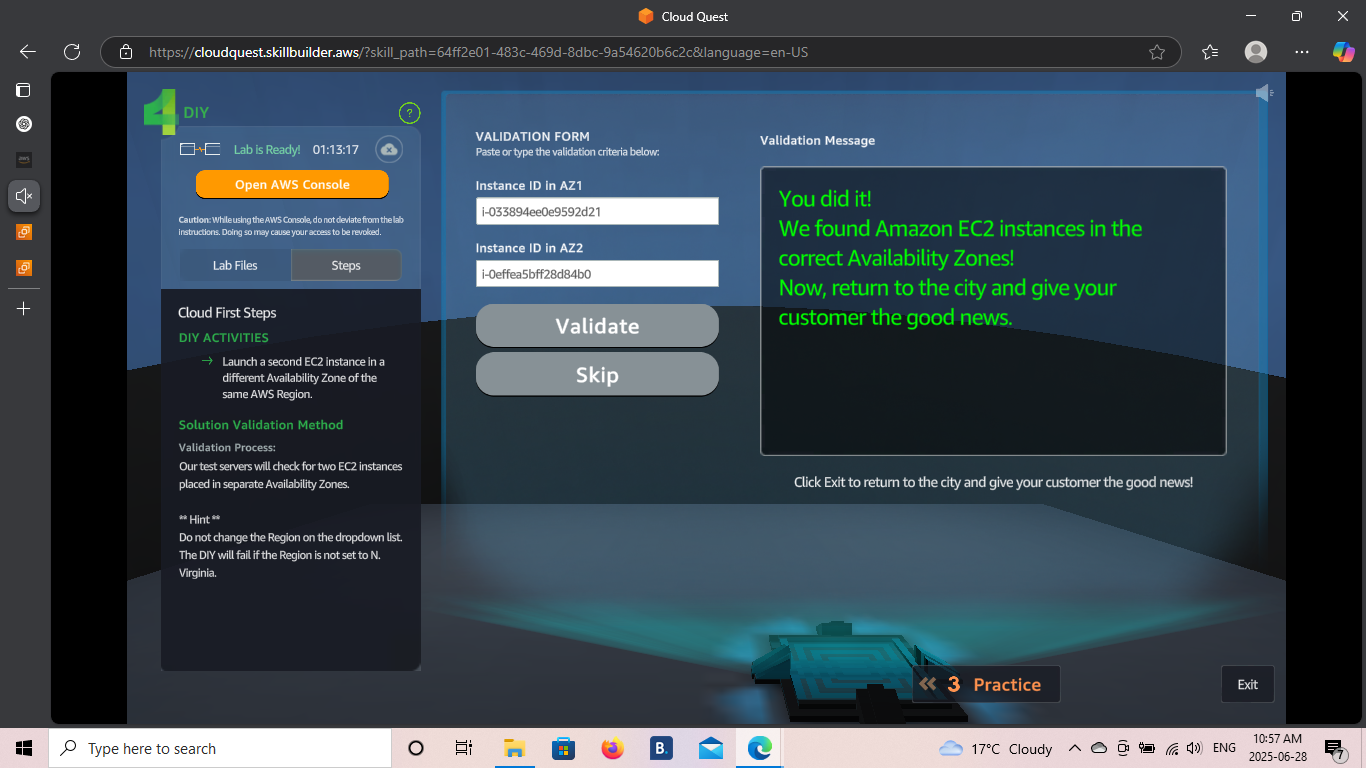 Cloud Quest
https://cloudquest.skillbuilder.aws/?skill_path=64ff2e01-483c-469d-8dbc-9a54620b6c2c&language=en-US
4 DIY
?
Lab is Ready! 01:13:17
Open AWS Console
Caution: While using the AWS Console, do not deviate from the lab
instructions. Doing so may cause your access to be revoked.
Lab Files Steps
Cloud First Steps
DIY ACTIVITIES
→ Launch a second EC2 instance in a
different Availability Zone of the
same AWS Region.
Solution Validation Method
Validation Process:
Our test servers will check for two EC2 instances
placed in separate Availability Zones.
** Hint **
Do not change the Region on the dropdown list.
The DIY will fail if the Region is not set to N.
Virginia.
VALIDATION FORM
Paste or type the validation criteria below:
Instance ID in AZ1
i-033894ee0e9592d21
Instance ID in AZ2
i-0effea5bff28d84b0
Validate
Skip
Validation Message
You did it!
We found Amazon EC2 instances in the
correct Availability Zones!
Now, return to the city and give your
customer the good news.
Click Exit to return to the city and give your customer the good news!
3 Practice
Exit
Type here to search
B.
17°C Cloudy
ENG
10:57 AM
2025-06-28
7